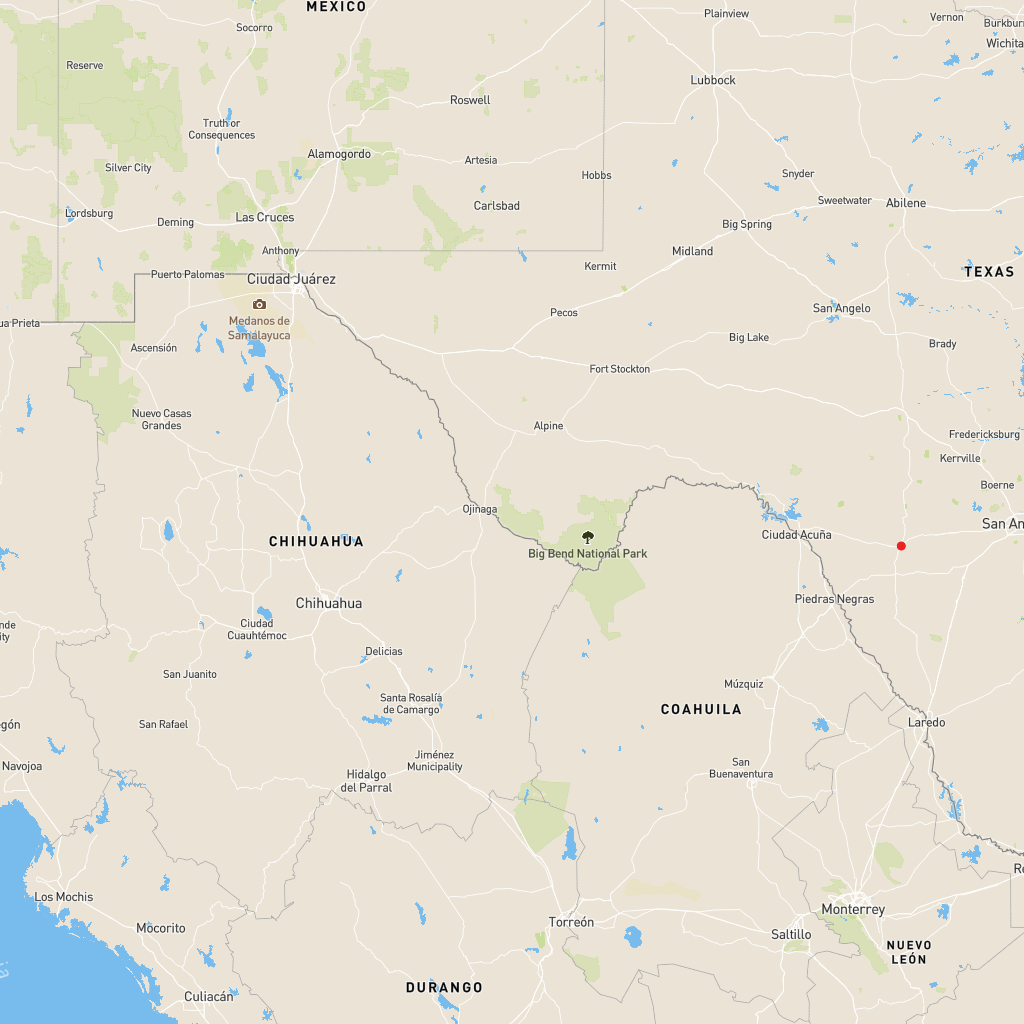 MEXICO
Plainview
Vernon
Burkbur
Socorro
Wichita
Reserve
Lubbock
Roswell
Truth or
Consequences
Alamogordo
Artesia
Silver City
Hobbs
Snyder
Sweetwater
Abilene
Carlsbad
Lordsburg
Las Cruces
Deming
Big Spring
Anthony
Midland
Kermit
Puerto Palomas
TEXAS
Ciudad Juárez
Pecos
San Angelo
Medanos de
Samalayuca
ua Prieta
Big Lake
Brady
Ascensión
Fort Stockton
Nuevo Casas
Grandes
Alpine
Fredericksburg
Kerrville
Boerne
Ojinaga
San An
Ciudad Acuña
CHIHUAHUA
Big Bend National Park
Chihuahua
Piedras Negras
Ciudad
Cuauhtémoc
nde
ity
Delicias
San Juanito
Múzquiz
Santa Rosalía
de Camargo
COAHUILA
San Rafael
egón
Laredo
Jiménez
Municipality
Navojoa
San
Buenaventura
Hidalgo
del Parral
Re
Los Mochis
Monterrey
Torreón
Mocorito
Saltillo
NUEVO
LEÓN
DURANGO
Culiacán